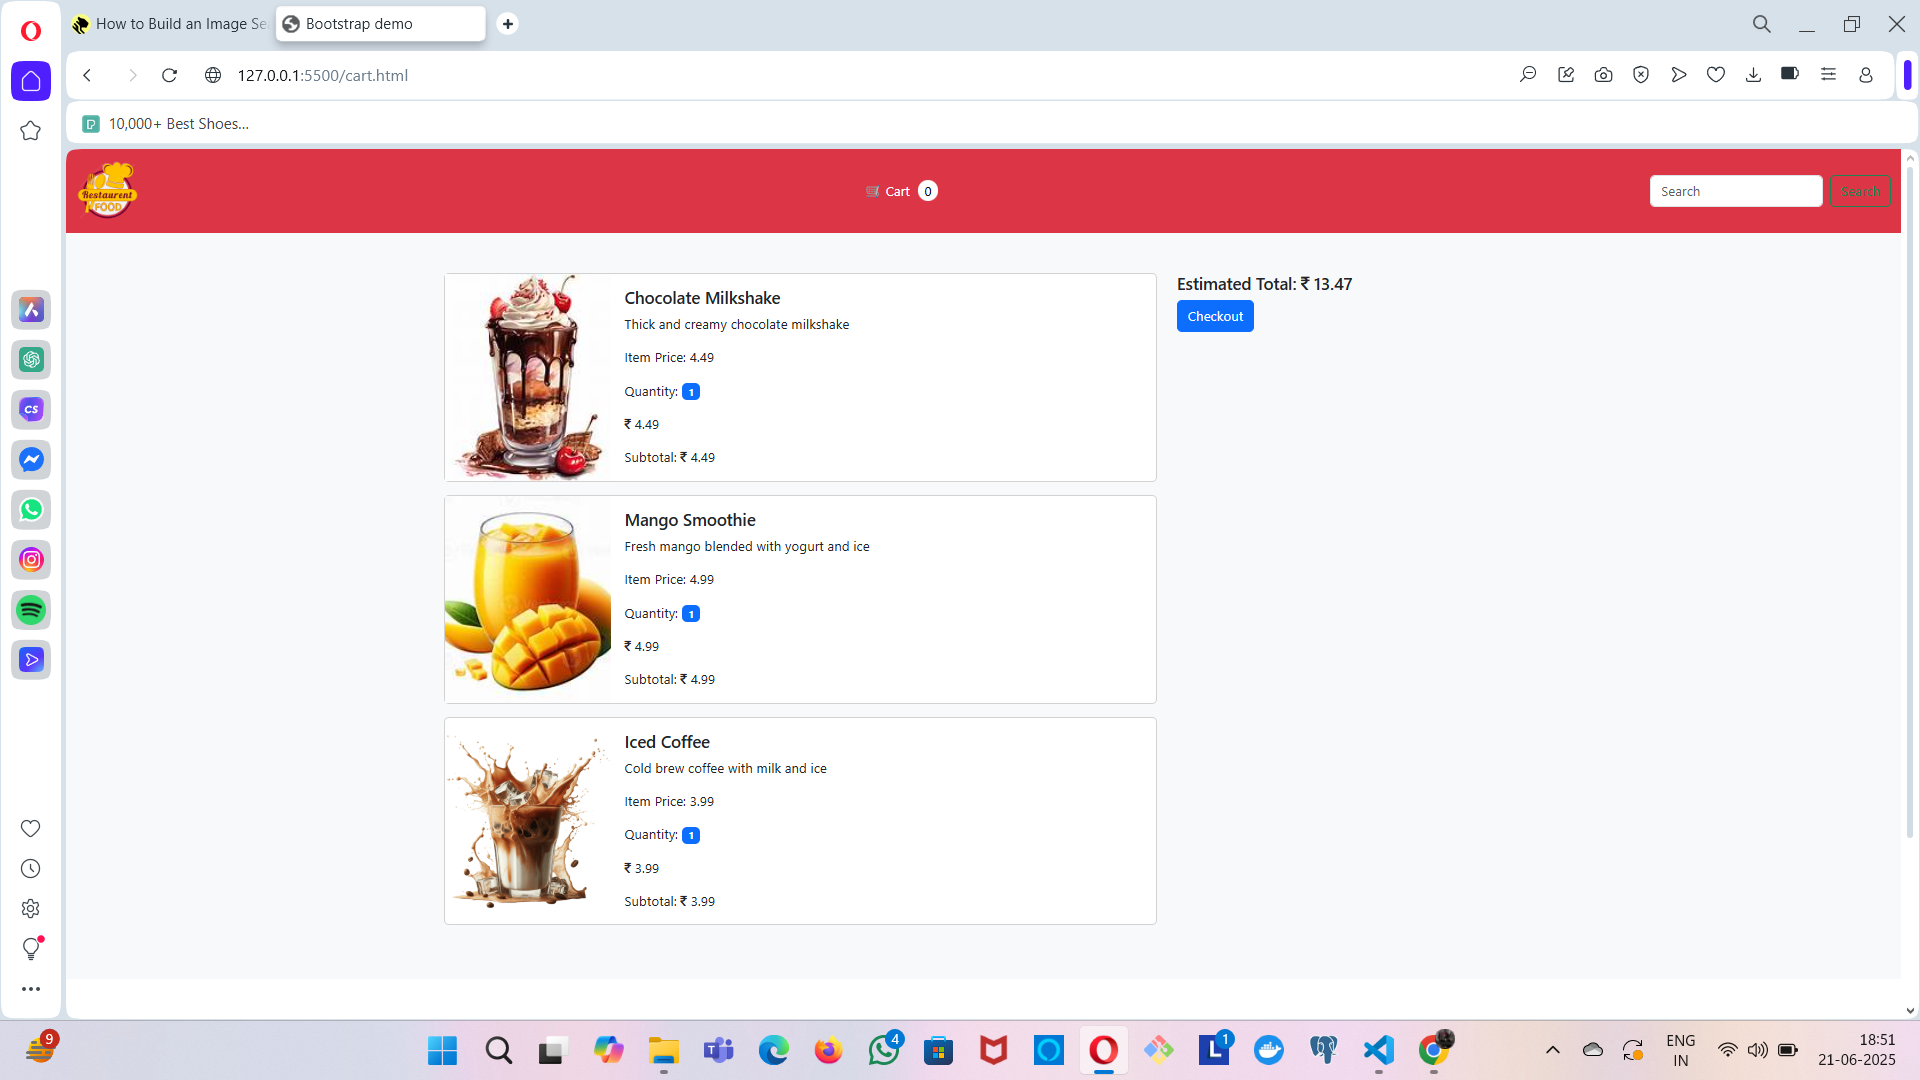 How to Build an Image Se
Bootstrap demo
127.0.0.1:5500/cart.html
10,000+ Best Shoes...
Restaurent
FOOD
Cart 0
Search
Search
Chocolate Milkshake
Thick and creamy chocolate milkshake
Item Price: 4.49
Quantity: 1
₹ 4.49
Subtotal: ₹ 4.49
Estimated Total: ₹ 13.47
Checkout
Mango Smoothie
Fresh mango blended with yogurt and ice
Item Price: 4.99
Quantity: 1
₹ 4.99
Subtotal: ₹ 4.99
Iced Coffee
Cold brew coffee with milk and ice
Item Price: 3.99
Quantity: 1
₹ 3.99
Subtotal: ₹ 3.99
CS
9
4
L 1
ENG
IN
18:51
21-06-2025